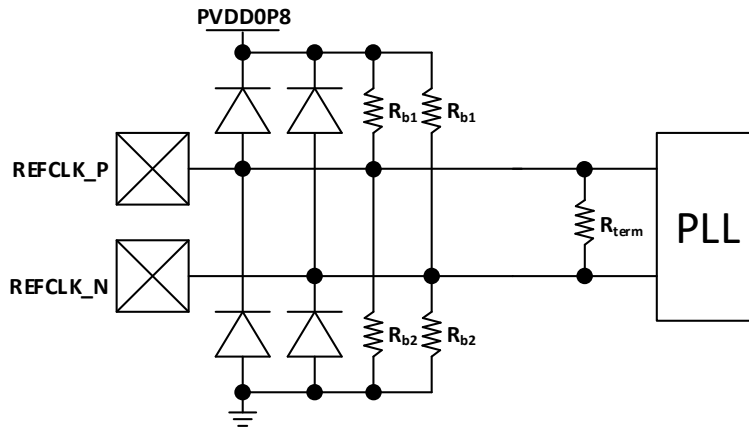 PVDD0P8
R_b1 R_b1
REFCLK_P
R_term
PLL
REFCLK_N
R_b2 R_b2